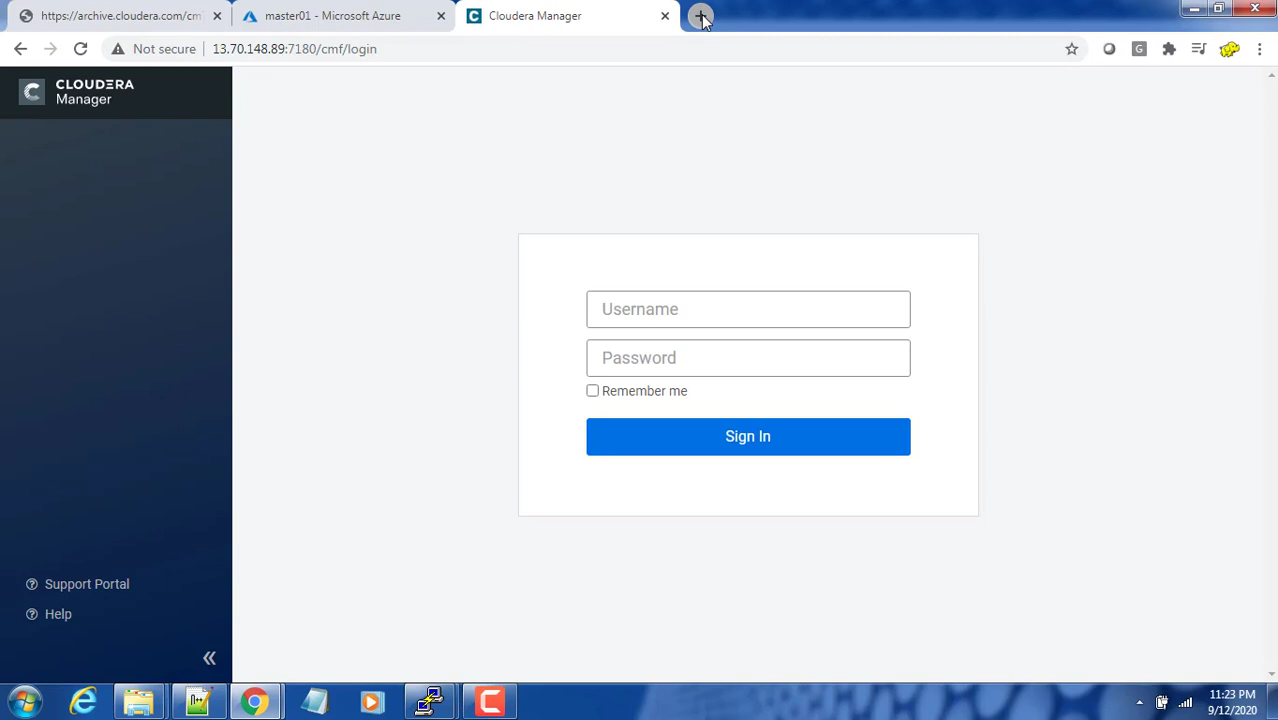 https://archive.cloudera.com/cm
master01 - Microsoft Azure
Cloudera Manager
Not secure
13.70.148.89:7180/cmf/login
G
CLOUDERA
Manager
Username
Password
Remember me
Sign In
Support Portal
Help
11:23 PM
9/12/2020